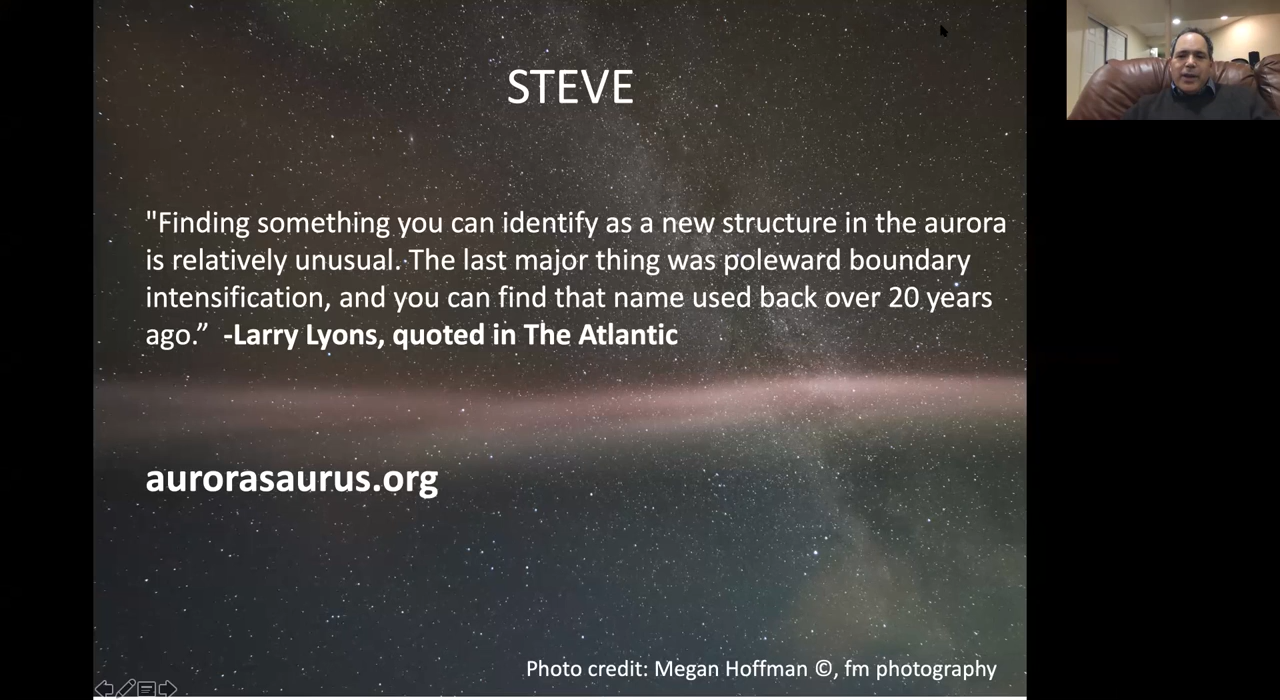 STEVE
"Finding something you can identify as a new structure in the aurora
is relatively unusual. The last major thing was poleward boundary
intensification, and you can find that name used back over 20 years
ago.” -Larry Lyons, quoted in The Atlantic
aurorasaurus.org
Photo credit: Megan Hoffman ©, fm photography